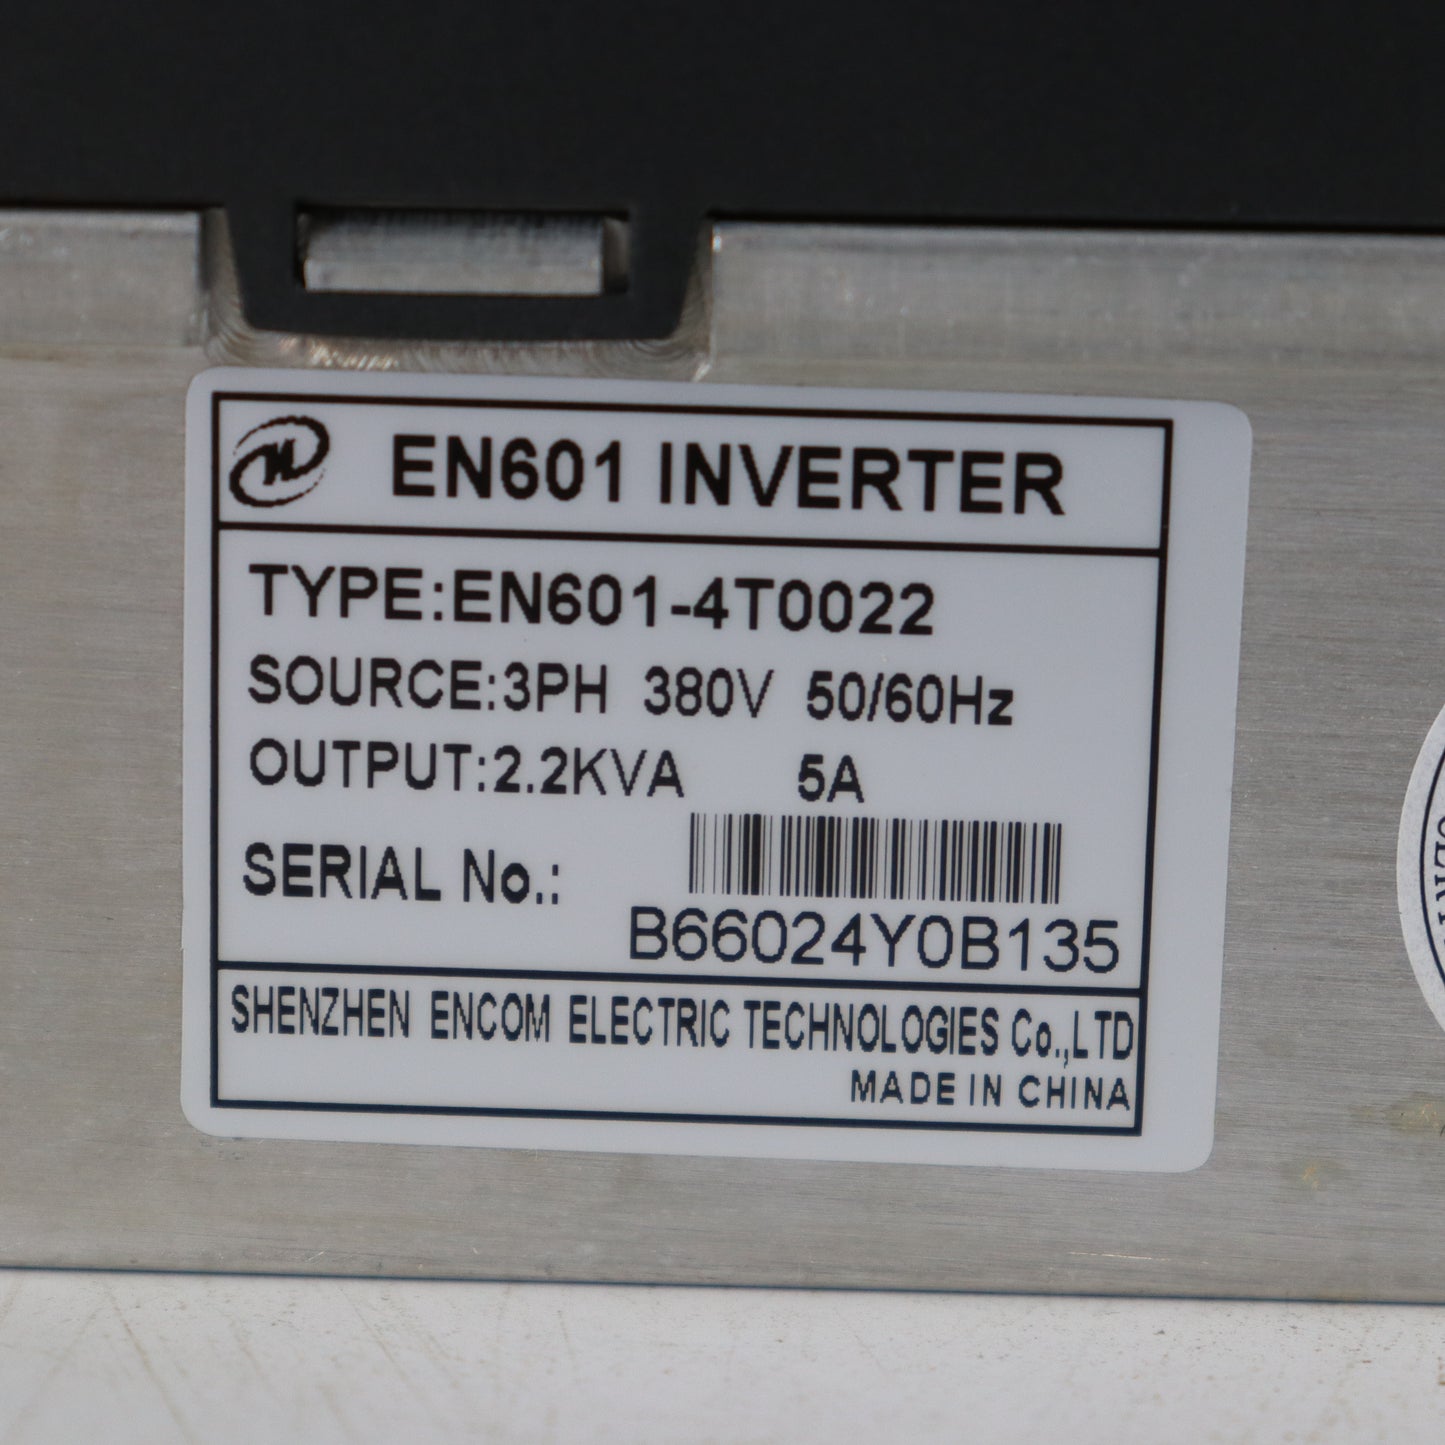 EN601 INVERTER
TYPE:EN601-4T0022
SOURCE:3PH 380V 50/60Hz
OUTPUT:2.2KVA 5A
SERIAL No.:
B66024Y0B135
SHENZHEN ENCOM ELECTRIC TECHNOLOGIES Co.,LTD
MADE IN CHINA